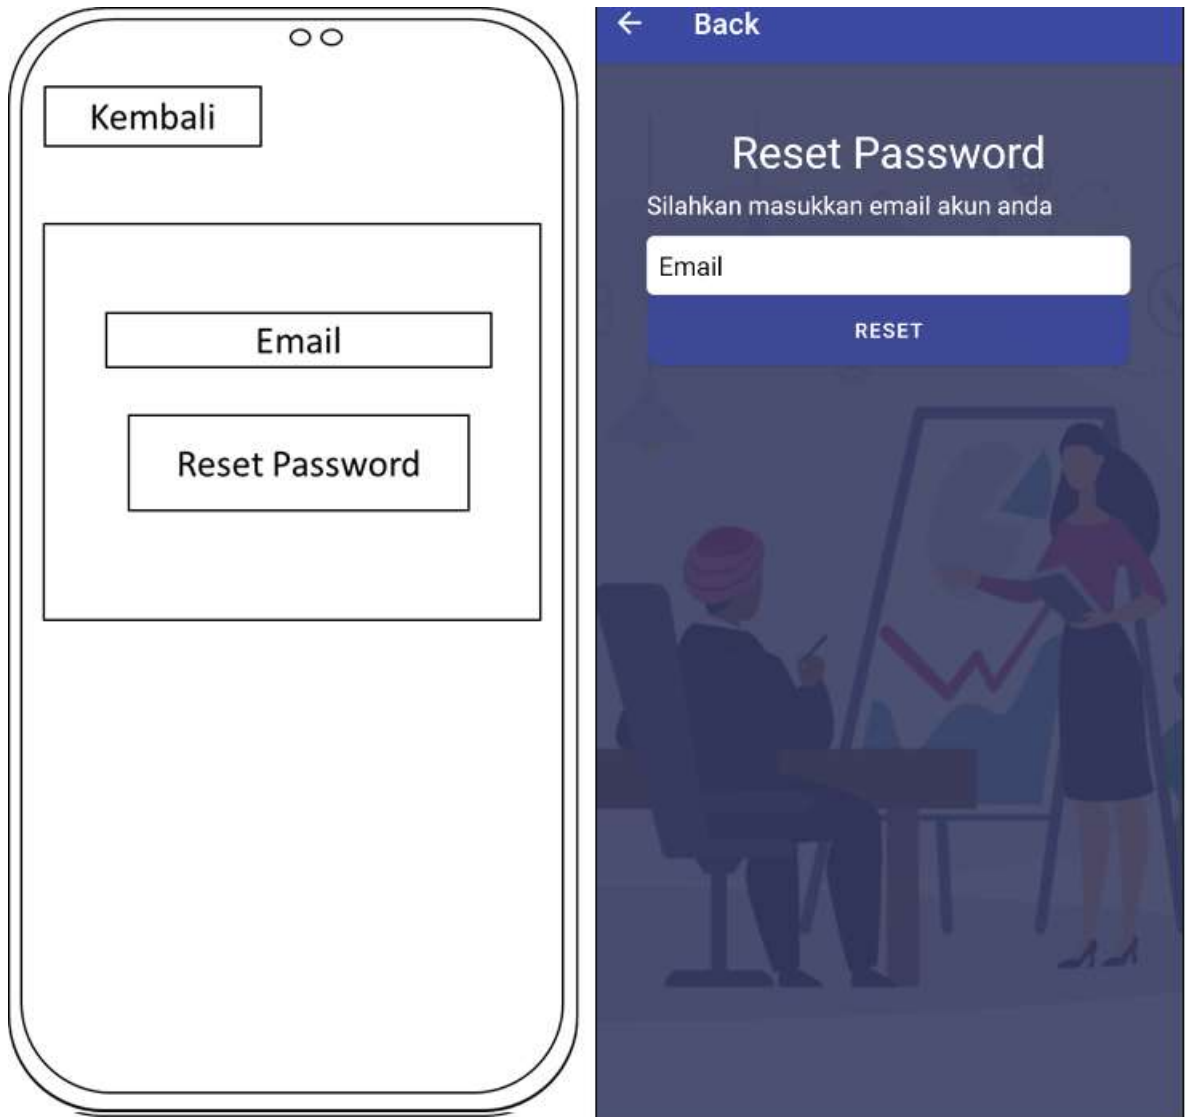 Kembali
Email
Reset Password
Back
Reset Password
Silahkan masukkan email akun anda
Email
RESET